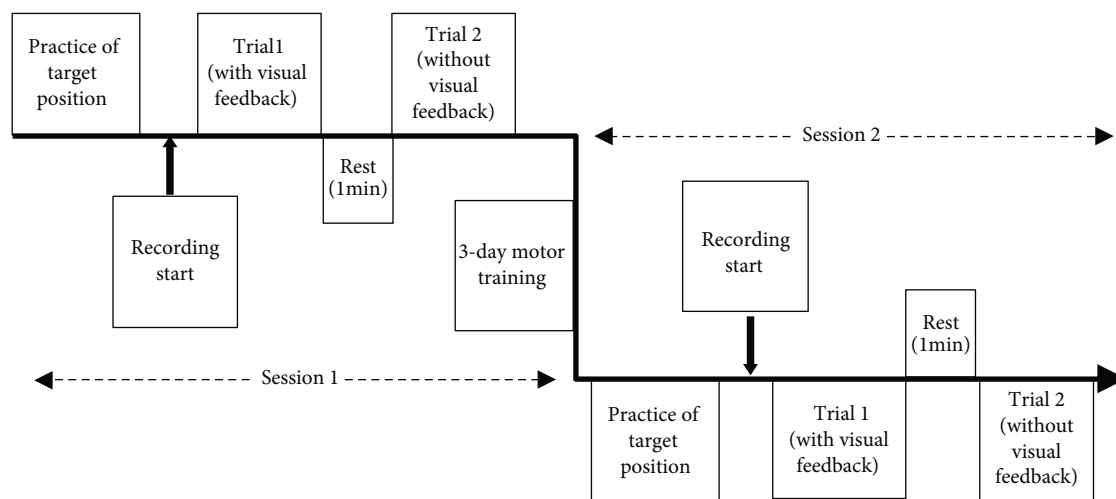 Practice of
target
position
Trial1
(with visual
feedback)
Trial 2
(without
visual
feedback)
Rest
(1min)
Recording
start
3-day motor
training
Session 1
Session 2
Recording
start
Rest
(1min)
Practice of
target
position
Trial 1
(with visual
feedback)
Trial 2
(without
visual
feedback)